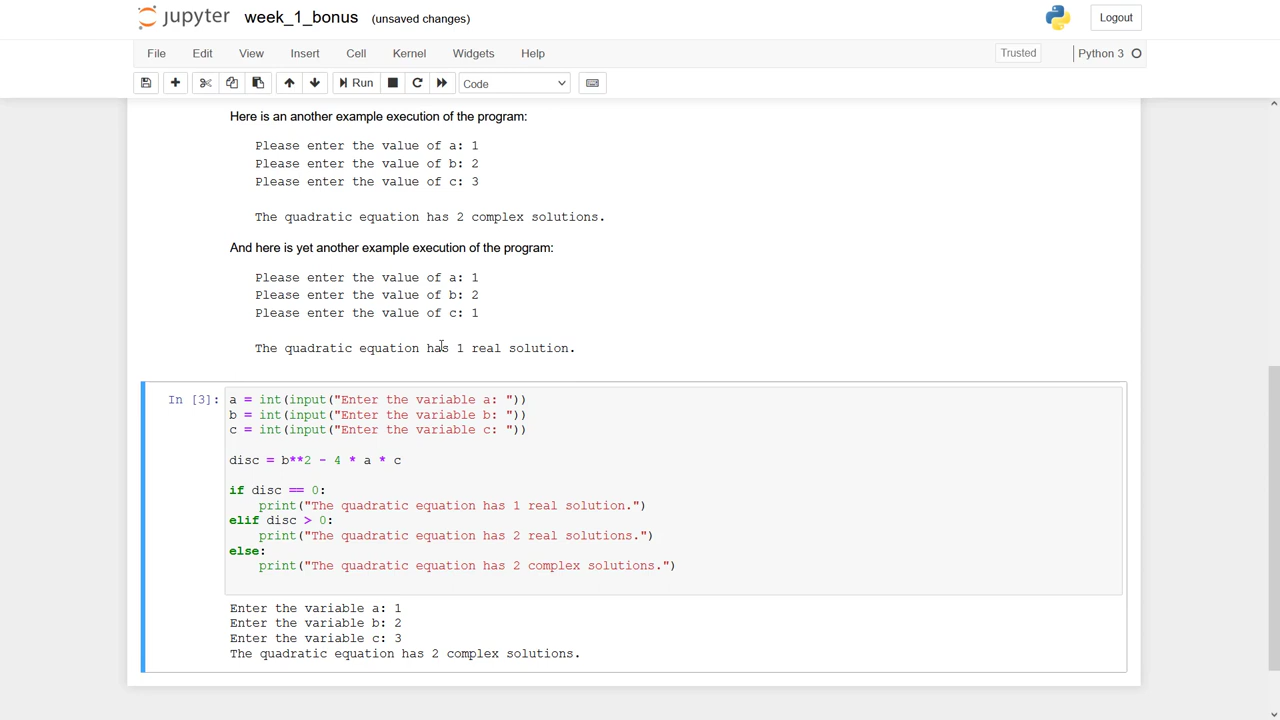 jupyter week_1_bonus (unsaved changes) Logout
File Edit View Insert Cell Kernel Widgets Help Trusted Python 3
Run Code
Here is an another example execution of the program:
Please enter the value of a: 1
Please enter the value of b: 2
Please enter the value of c: 3
The quadratic equation has 2 complex solutions.
And here is yet another example execution of the program:
Please enter the value of a: 1
Please enter the value of b: 2
Please enter the value of c: 1
The quadratic equation has 1 real solution.
In [3]: a = int(input("Enter the variable a: "))
b = int(input("Enter the variable b: "))
c = int(input("Enter the variable c: "))
disc = b**2 - 4 * a * c
if disc == 0:
    print("The quadratic equation has 1 real solution.")
elif disc > 0:
    print("The quadratic equation has 2 real solutions.")
else:
    print("The quadratic equation has 2 complex solutions.")
Enter the variable a: 1
Enter the variable b: 2
Enter the variable c: 3
The quadratic equation has 2 complex solutions.